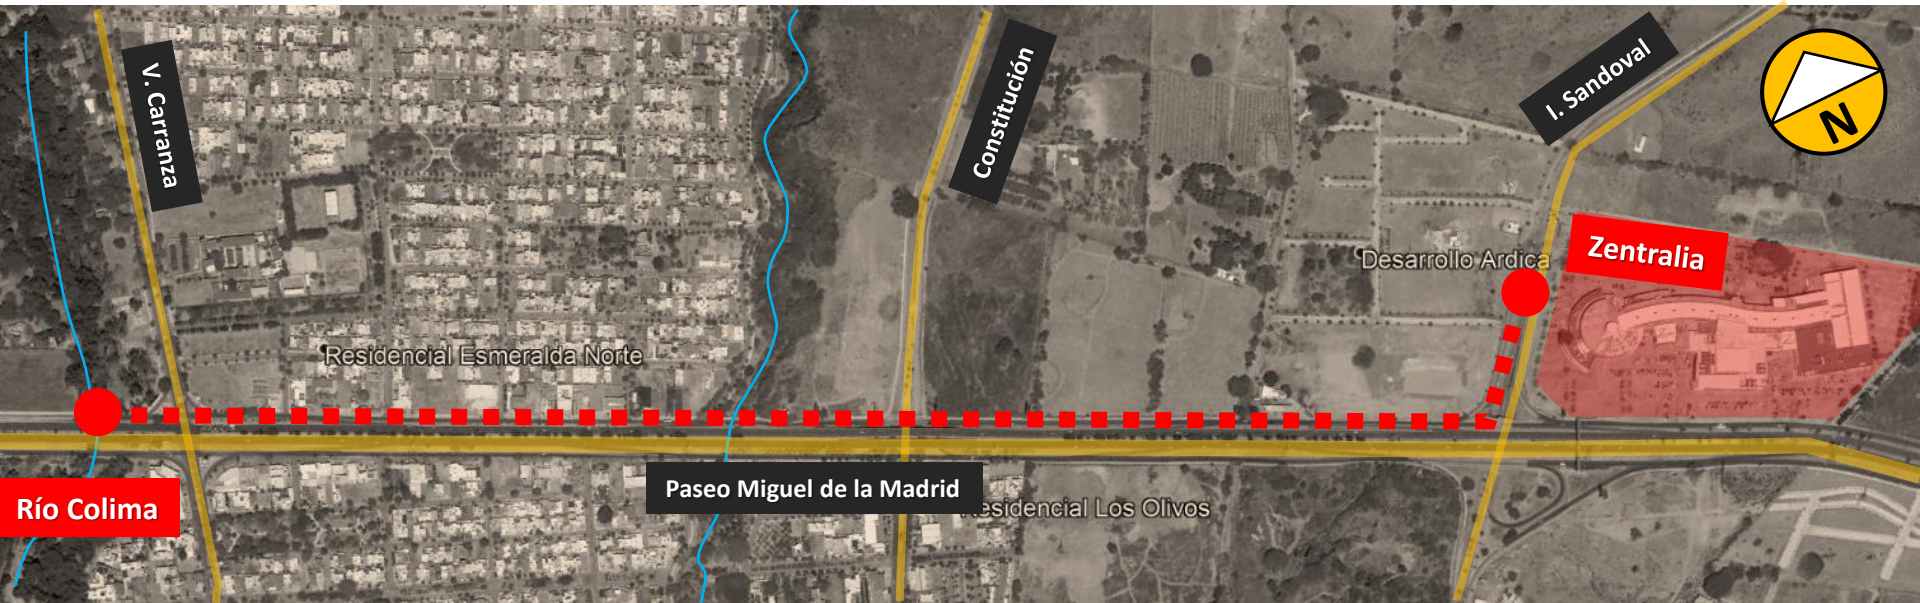 V. Carranza
Constitución
I. Sandoval
N
Zentralia
Desarrollo Ardica
Residencial Esmeralda Norte
Paseo Miguel de la Madrid
esidencial Los Olivos
Río Colima